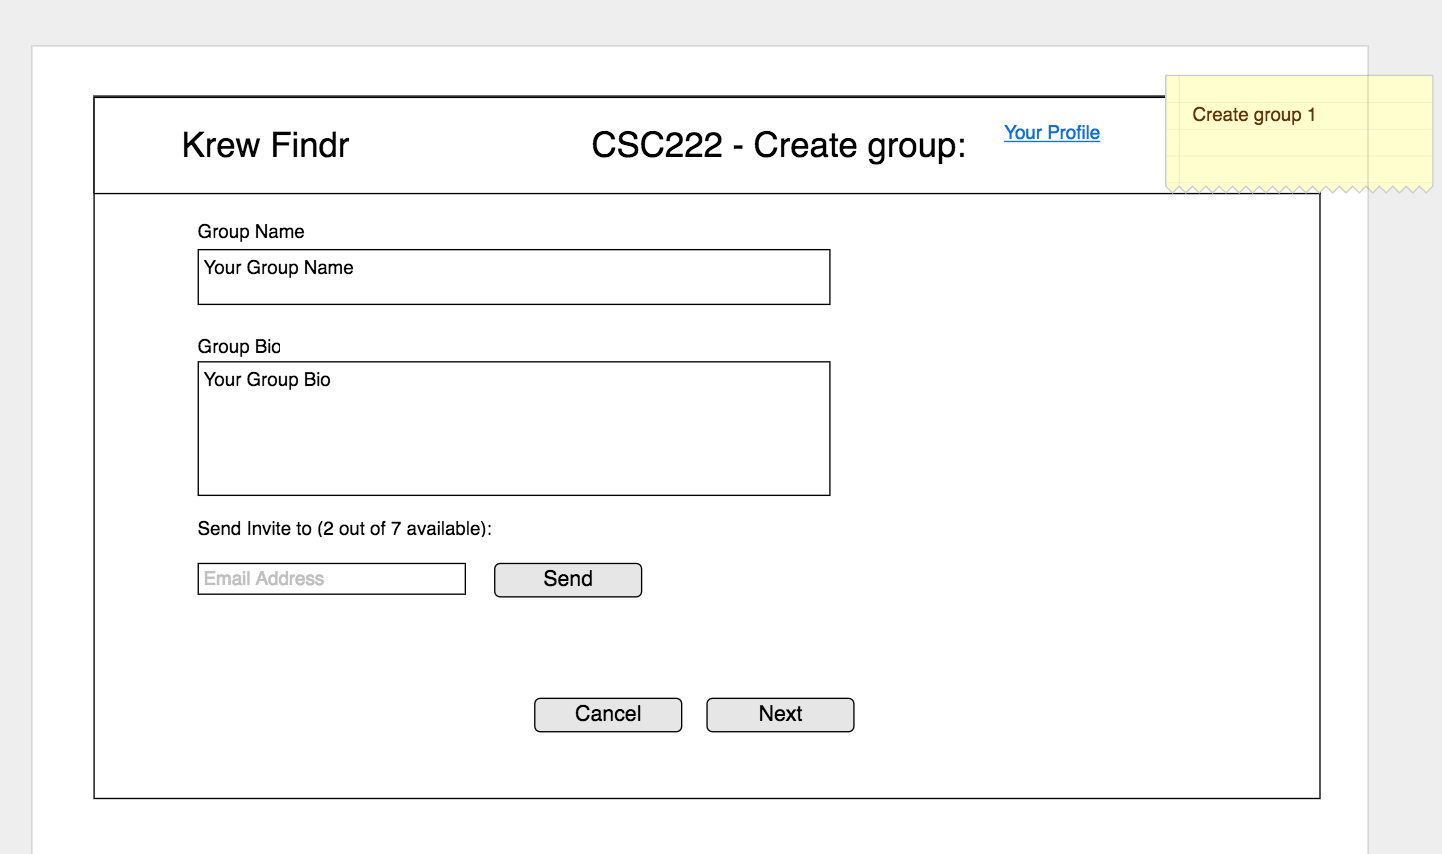 Create group 1
Krew Findr
CSC222 - Create group:
Your Profile
Group Name
Your Group Name
Group Bio
Your Group Bio
Send Invite to (2 out of 7 available):
Email Address
Send
Cancel
Next